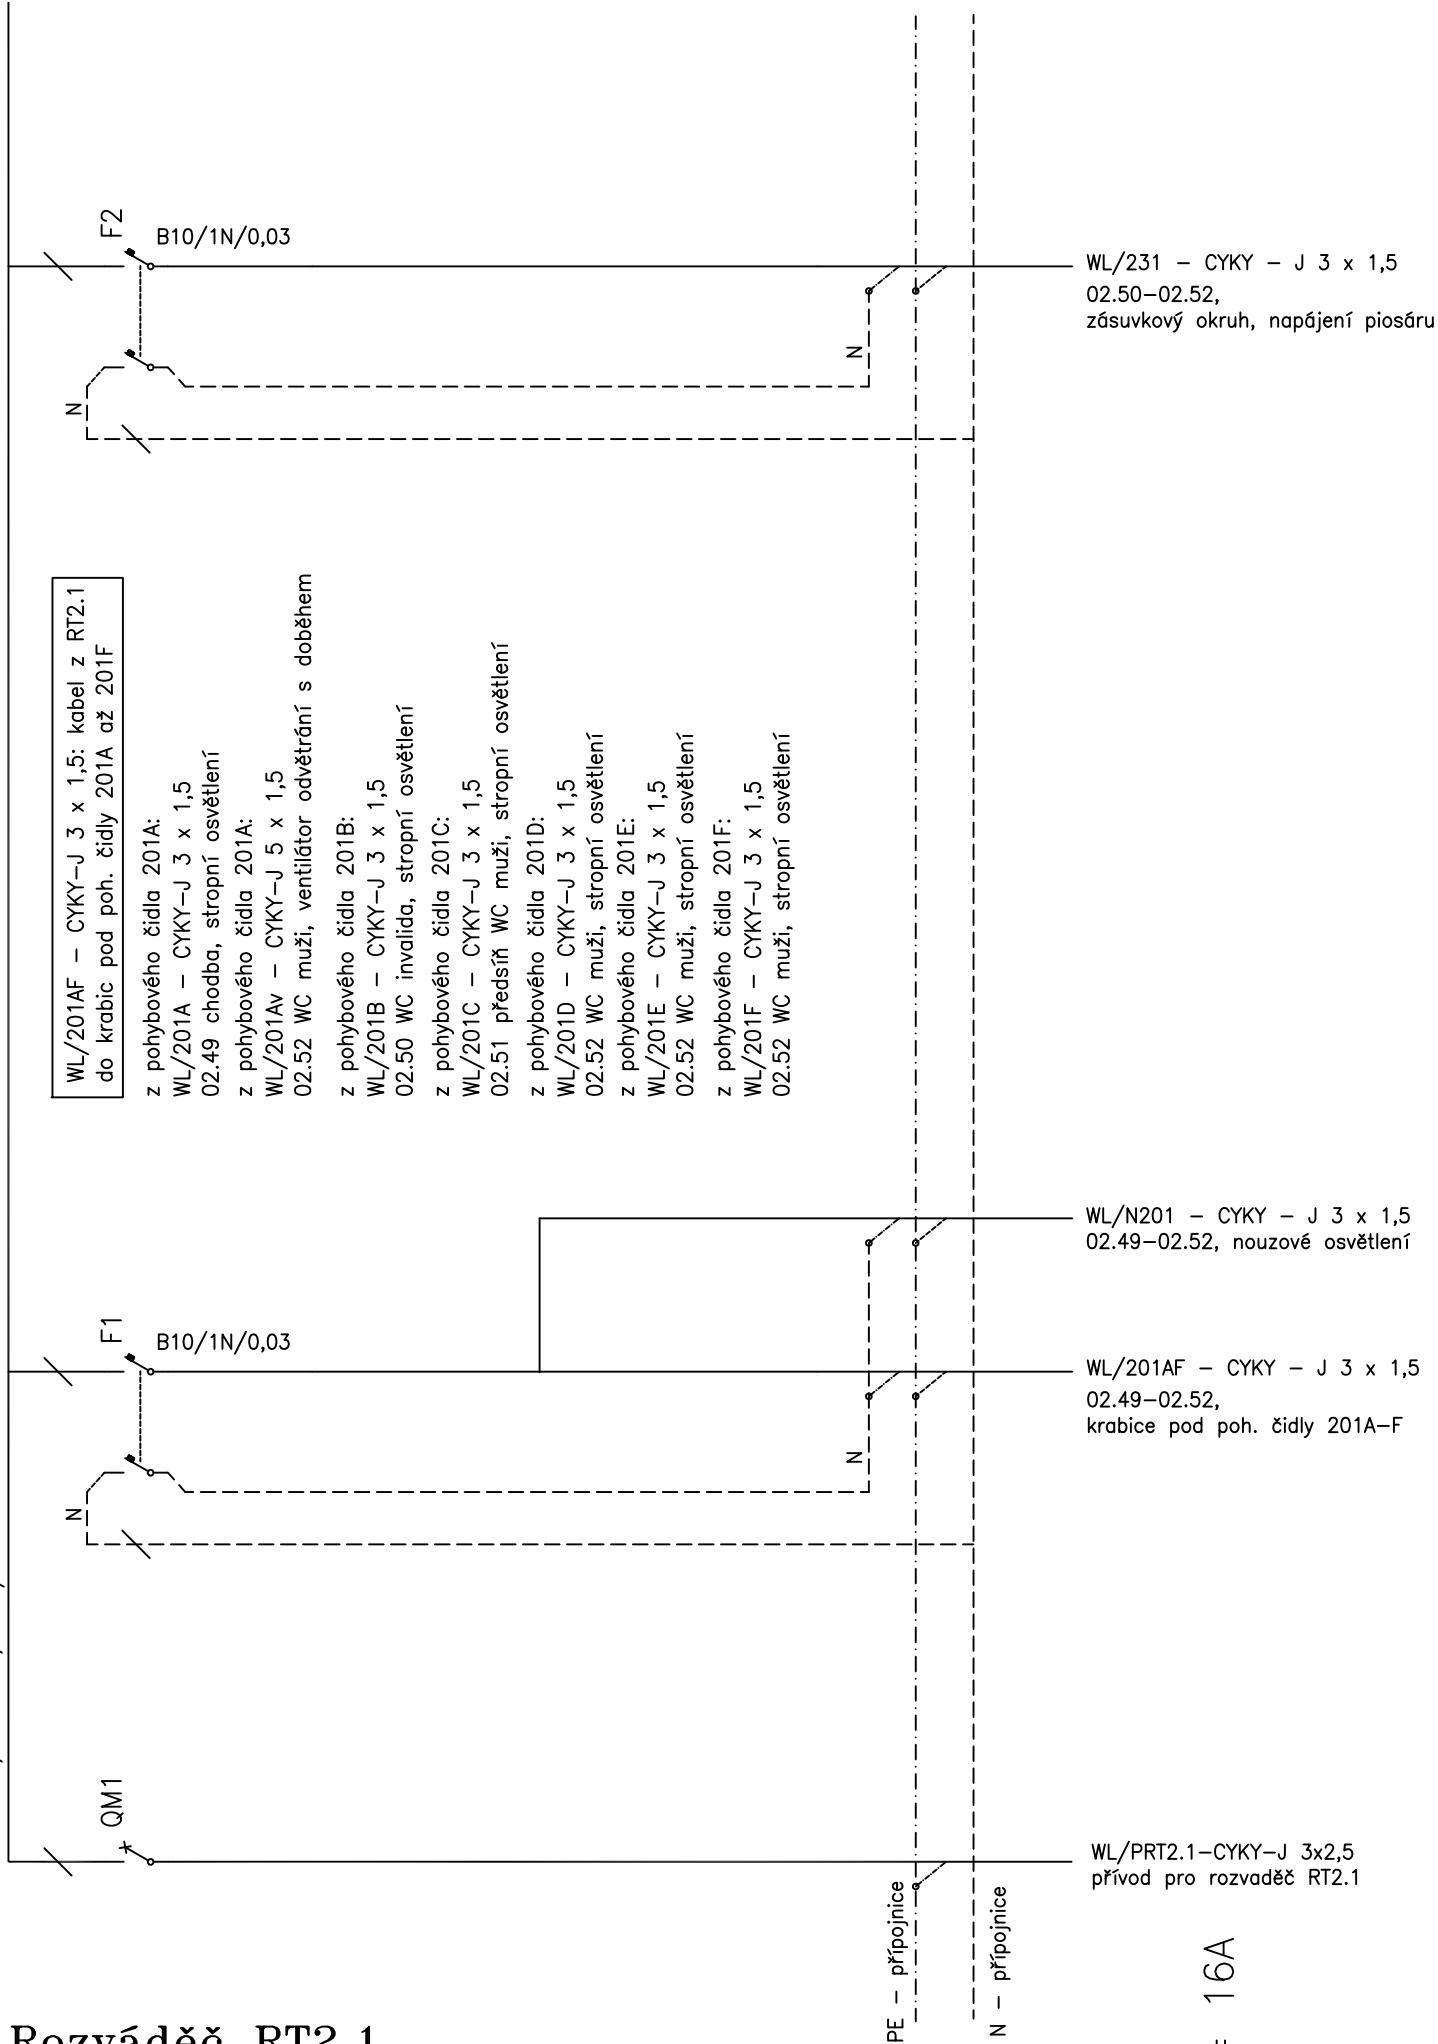 F2
B10/1N/0,03
WL/231 – CYKY – J 3 x 1,5
02.50–02.52,
zásuvkový okruh, napájení piosáru
N
N
WL/201AF – CYKY–J 3 x 1,5: kabel z RT2.1
do krabic pod poh. čidly 201A až 201F
z pohybového čidla 201A:
WL/201A – CYKY–J 3 x 1,5
02.49 chodba, stropní osvětlení
z pohybového čidla 201A:
WL/201Av – CYKY–J 5 x 1,5
02.52 WC muži, ventilátor odvětrání s doběhem
z pohybového čidla 201B:
WL/201B – CYKY–J 3 x 1,5
02.50 WC invalida, stropní osvětlení
z pohybového čidla 201C:
WL/201C – CYKY–J 3 x 1,5
02.51 předsíň WC muži, stropní osvětlení
z pohybového čidla 201D:
WL/201D – CYKY–J 3 x 1,5
02.52 WC muži, stropní osvětlení
z pohybového čidla 201E:
WL/201E – CYKY–J 3 x 1,5
02.52 WC muži, stropní osvětlení
z pohybového čidla 201F:
WL/201F – CYKY–J 3 x 1,5
02.52 WC muži, stropní osvětlení
WL/N201 – CYKY – J 3 x 1,5
02.49–02.52, nouzové osvětlení
F1
B10/1N/0,03
WL/201AF – CYKY – J 3 x 1,5
02.49–02.52,
krabice pod poh. čidly 201A–F
N
N
QM1
WL/PRT2.1–CYKY–J 3x2,5
přívod pro rozvaděč RT2.1
PE – přípojnice
N – přípojnice
= 16A
Rozváděč RT2.1